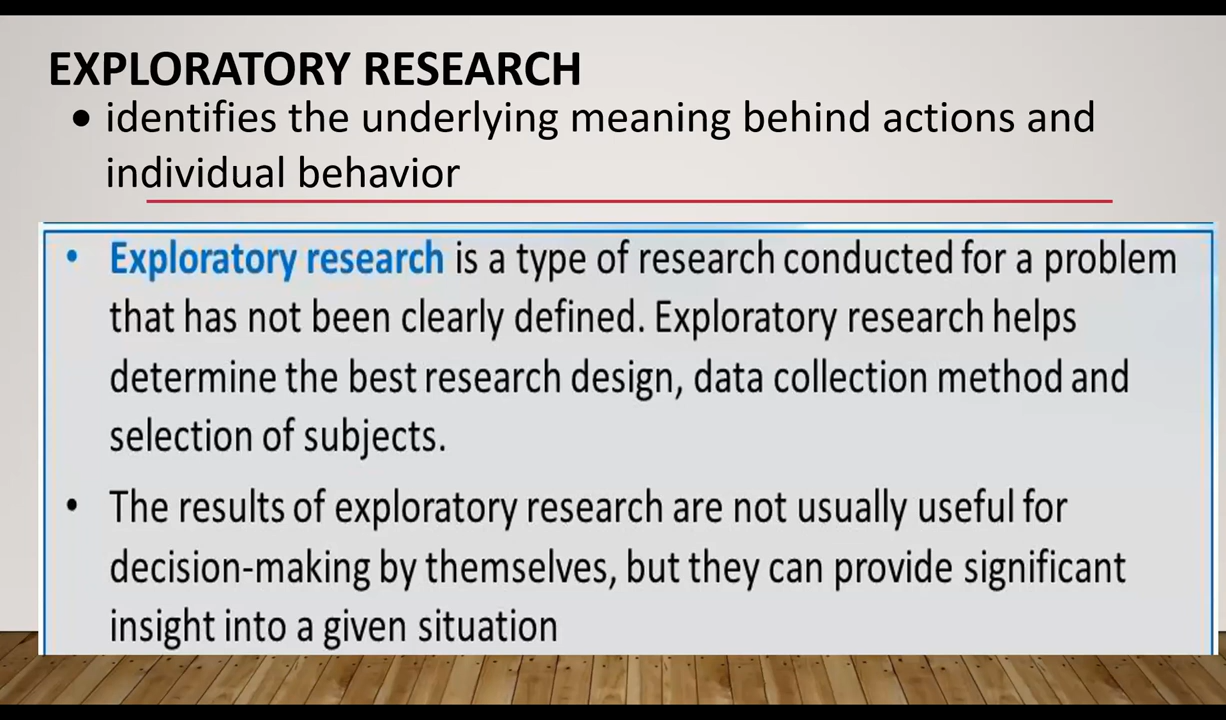 EXPLORATORY RESEARCH
• identifies the underlying meaning behind actions and
individual behavior
• Exploratory research is a type of research conducted for a problem
that has not been clearly defined. Exploratory research helps
determine the best research design, data collection method and
selection of subjects.
• The results of exploratory research are not usually useful for
decision-making by themselves, but they can provide significant
insight into a given situation